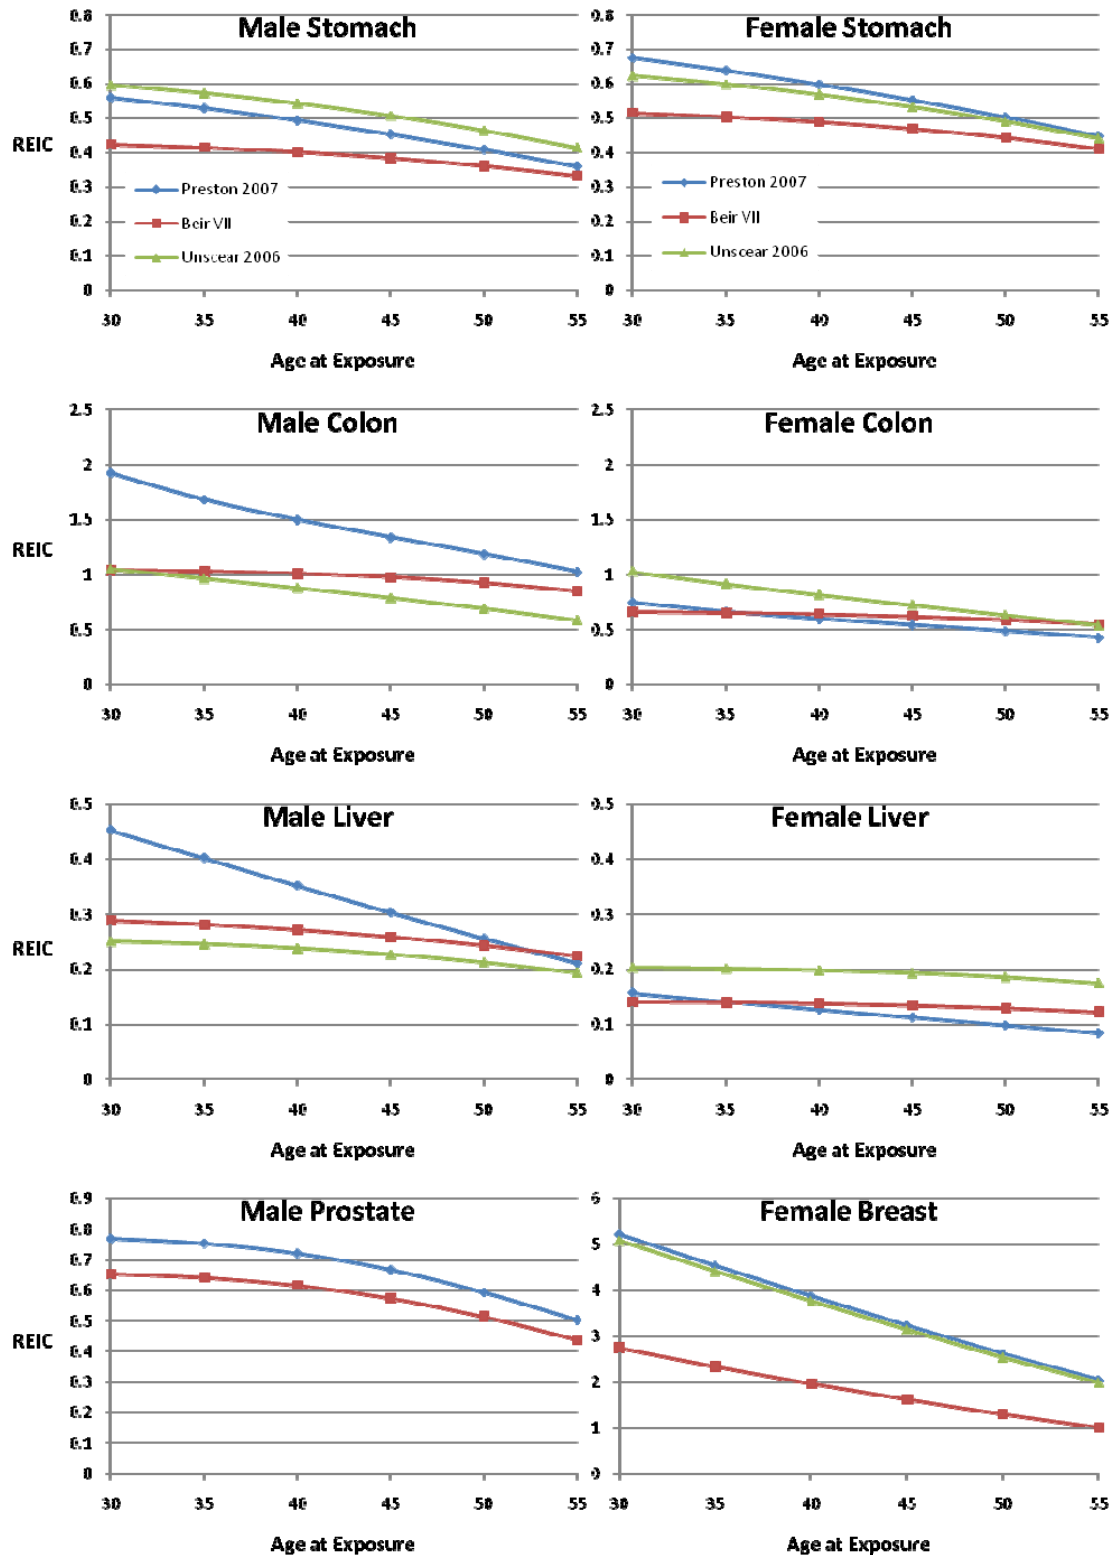 Male Stomach
0.8
0.7
0.6
0.5
0.4
0.3
0.2
0.1
0
REIC
Preston 2007
Beir VII
Unscear 2006
30 35 40 45 50 55
Age at Exposure
Female Stomach
0.8
0.7
0.6
0.5
0.4
0.3
0.2
0.1
0
Preston 2007
Beir VII
Unscear 2006
30 35 40 45 50 55
Age at Exposure
Male Colon
2.5
2
1.5
1
0.5
0
REIC
30 35 40 45 50 55
Age at Exposure
Female Colon
2.5
2
1.5
1
0.5
0
30 35 40 45 50 55
Age at Exposure
Male Liver
0.5
0.4
0.3
0.2
0.1
0
REIC
30 35 40 45 50 55
Age at Exposure
Female Liver
0.5
0.4
0.3
0.2
0.1
0
30 35 40 45 50 55
Age at Exposure
Male Prostate
0.9
0.8
0.7
0.6
0.5
0.4
0.3
0.2
0.1
0
REIC
30 35 40 45 50 55
Age at Exposure
Female Breast
6
5
4
3
2
1
0
30 35 40 45 50 55
Age at Exposure